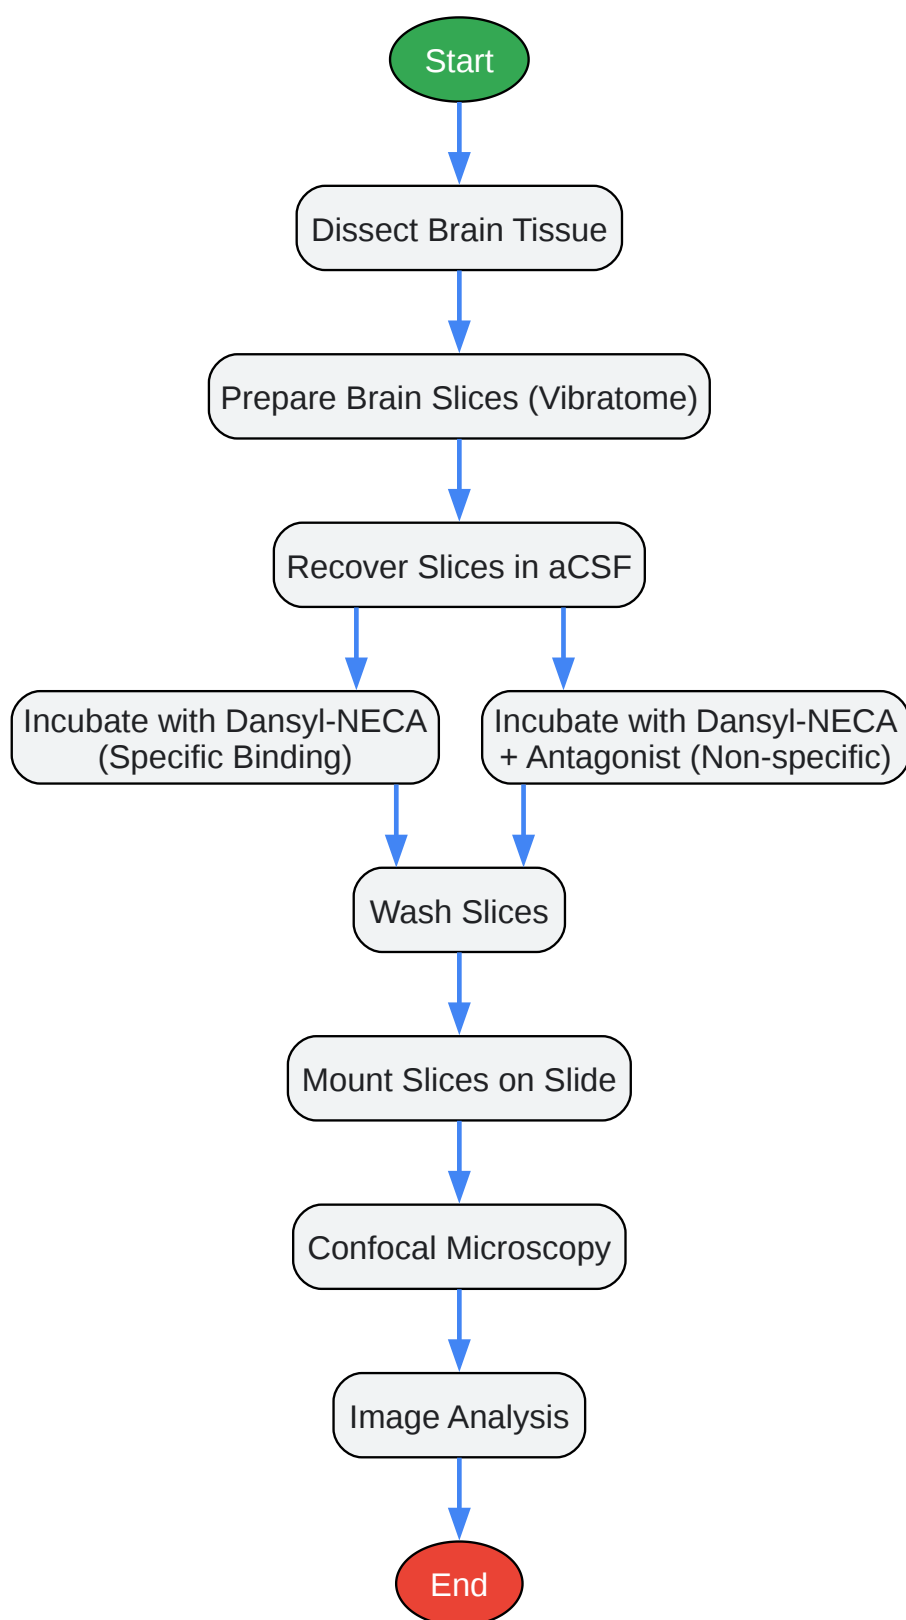 Start
Dissect Brain Tissue
Prepare Brain Slices (Vibratome)
Recover Slices in aCSF
Incubate with Dansyl-NECA
(Specific Binding)
Incubate with Dansyl-NECA
+ Antagonist (Non-specific)
Wash Slices
Mount Slices on Slide
Confocal Microscopy
Image Analysis
End